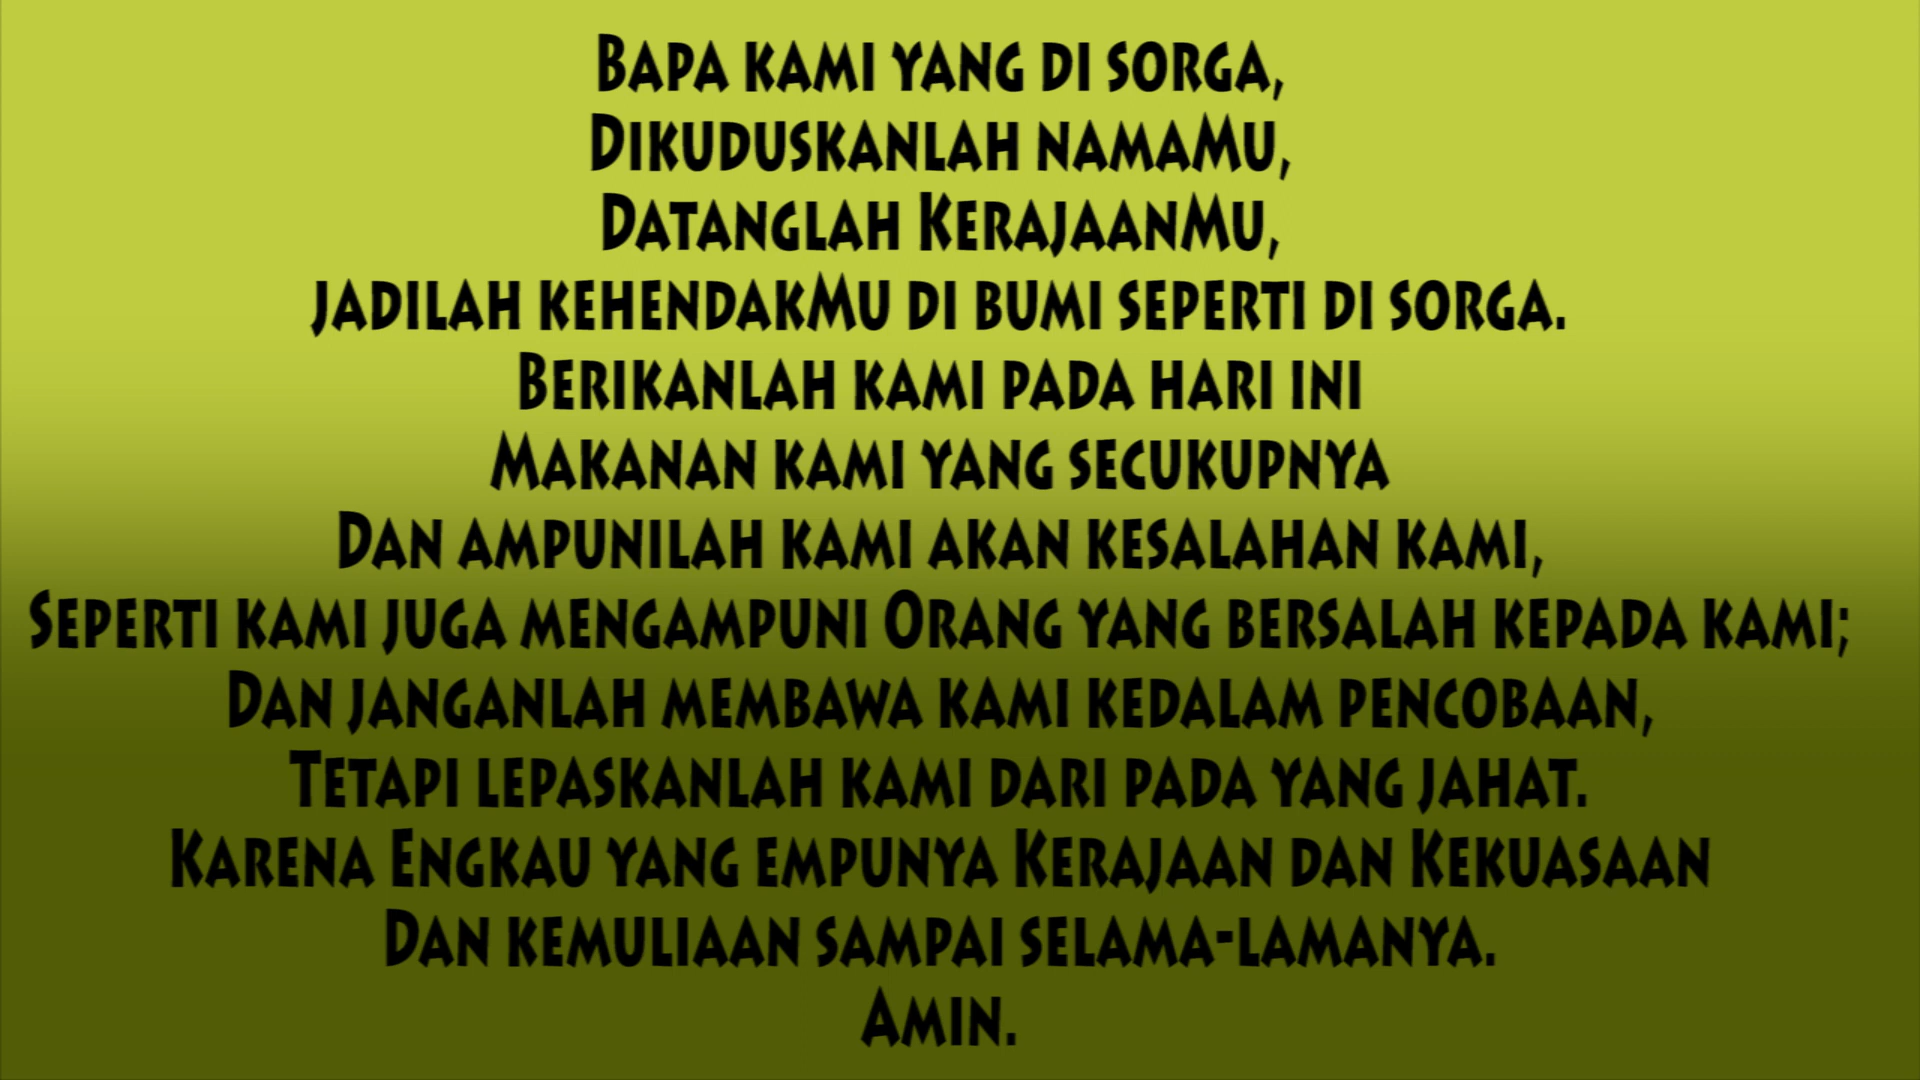 Bapa kami yang di sorga,
Dikuduskanlah namaMu,
Datanglah KerajaanMu,
jadilah kehendakMu di bumi seperti di sorga.
Berikanlah kami pada hari ini
Makanan kami yang secukupnya
Dan ampunilah kami akan kesalahan kami,
Seperti kami juga mengampuni Orang yang bersalah kepada kami;
Dan janganlah membawa kami kedalam pencobaan,
Tetapi lepaskanlah kami dari pada yang jahat.
Karena Engkau yang empunya Kerajaan dan Kekuasaan
Dan kemuliaan sampai selama-lamanya.
Amin.